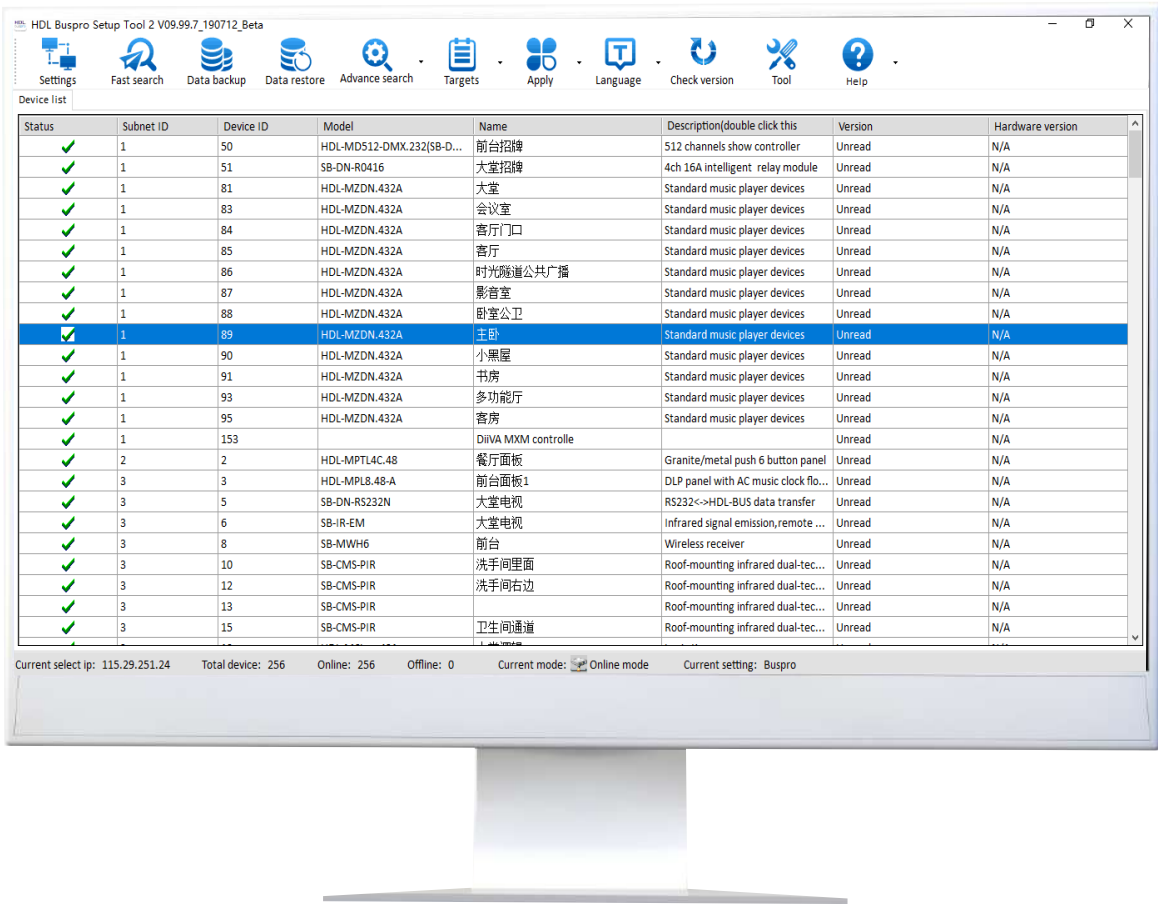 HDL Buspro Setup Tool 2 V09.99.7_190712_Beta
Settings Fast search Data backup Data restore Advance search Targets Apply Language Check version Tool Help
Device list
Status Subnet ID Device ID Model Name Description(double click this Version Hardware version
1 50 HDL-MD512-DMX.232(SB-D... 前台招牌 512 channels show controller Unread N/A
1 51 SB-DN-R0416 大堂招牌 4ch 16A intelligent relay module Unread N/A
1 81 HDL-MZDN.432A 大堂 Standard music player devices Unread N/A
1 83 HDL-MZDN.432A 会议室 Standard music player devices Unread N/A
1 84 HDL-MZDN.432A 客厅门口 Standard music player devices Unread N/A
1 85 HDL-MZDN.432A 客厅 Standard music player devices Unread N/A
1 86 HDL-MZDN.432A 时光隧道公共广播 Standard music player devices Unread N/A
1 87 HDL-MZDN.432A 影音室 Standard music player devices Unread N/A
1 88 HDL-MZDN.432A 卧室公卫 Standard music player devices Unread N/A
1 89 HDL-MZDN.432A 主卧 Standard music player devices Unread N/A
1 90 HDL-MZDN.432A 小黑屋 Standard music player devices Unread N/A
1 91 HDL-MZDN.432A 书房 Standard music player devices Unread N/A
1 93 HDL-MZDN.432A 多功能厅 Standard music player devices Unread N/A
1 95 HDL-MZDN.432A 客房 Standard music player devices Unread N/A
1 153 DiiVA MXM controlle Unread N/A
2 2 HDL-MPTL4C.48 餐厅面板 Granite/metal push 6 button panel Unread N/A
3 3 HDL-MPL8.48-A 前台面板1 DLP panel with AC music clock flo... Unread N/A
3 5 SB-DN-RS232N 大堂电视 RS232<->HDL-BUS data transfer Unread N/A
3 6 SB-IR-EM 大堂电视 Infrared signal emission,remote ... Unread N/A
3 8 SB-MWH6 前台 Wireless receiver Unread N/A
3 10 SB-CMS-PIR 洗手间里面 Roof-mounting infrared dual-tec... Unread N/A
3 12 SB-CMS-PIR 洗手间右边 Roof-mounting infrared dual-tec... Unread N/A
3 13 SB-CMS-PIR Roof-mounting infrared dual-tec... Unread N/A
3 15 SB-CMS-PIR 卫生间通道 Roof-mounting infrared dual-tec... Unread N/A
Current select ip: 115.29.251.24 Total device: 256 Online: 256 Offline: 0 Current mode: Online mode Current setting: Buspro